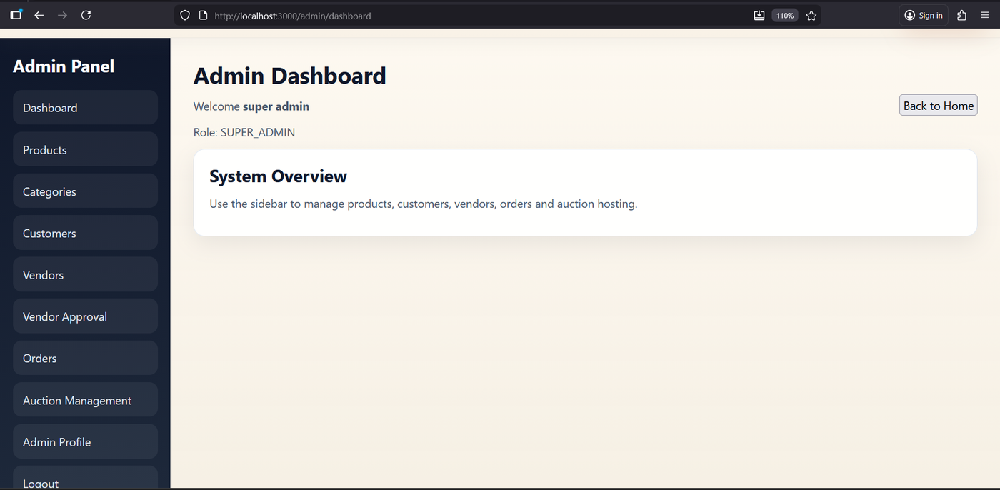 http://localhost:3000/admin/dashboard
110%
Sign in
Admin Panel
Dashboard
Products
Categories
Customers
Vendors
Vendor Approval
Orders
Auction Management
Admin Profile
Logout
Admin Dashboard
Welcome super admin
Back to Home
Role: SUPER_ADMIN
System Overview
Use the sidebar to manage products, customers, vendors, orders and auction hosting.